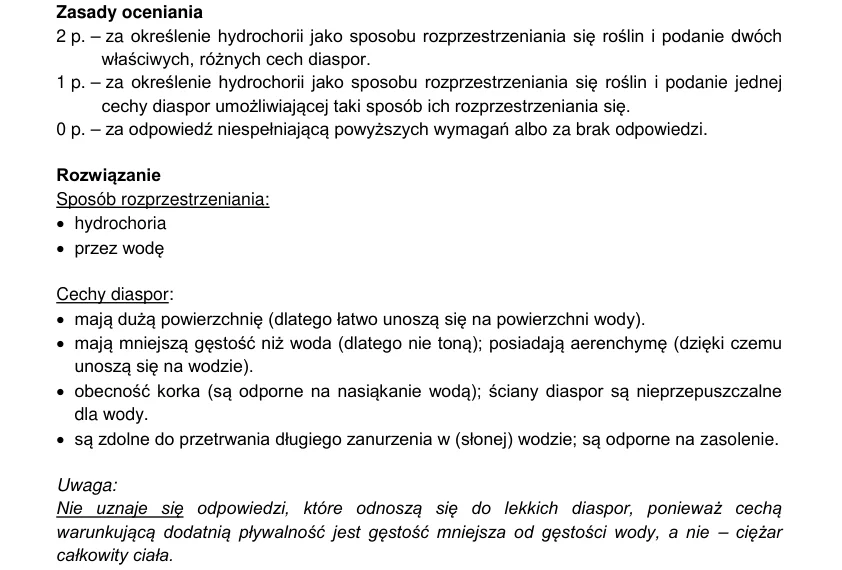 Zasady oceniania
2 p. – za określenie hydrochorii jako sposobu rozprzestrzeniania się roślin i podanie dwóch
właściwych, różnych cech diaspor.
1 p. – za określenie hydrochorii jako sposobu rozprzestrzeniania się roślin i podanie jednej
cechy diaspor umożliwiającej taki sposób ich rozprzestrzeniania się.
0 p. – za odpowiedź niespełniającą powyższych wymagań albo za brak odpowiedzi.
Rozwiązanie
Sposób rozprzestrzeniania:
• hydrochoria
• przez wodę
Cechy diaspor:
• mają dużą powierzchnię (dlatego łatwo unoszą się na powierzchni wody).
• mają mniejszą gęstość niż woda (dlatego nie toną); posiadają aerenchymę (dzięki czemu
unoszą się na wodzie).
• obecność korka (są odporne na nasiąkanie wodą); ściany diaspor są nieprzepuszczalne
dla wody.
• są zdolne do przetrwania długiego zanurzenia w (słonej) wodzie; są odporne na zasolenie.
Uwaga:
Nie uznaje się odpowiedzi, które odnoszą się do lekkich diaspor, ponieważ cechą
warunkującą dodatnią pływalność jest gęstość mniejsza od gęstości wody, a nie – ciężar
całkowity ciała.